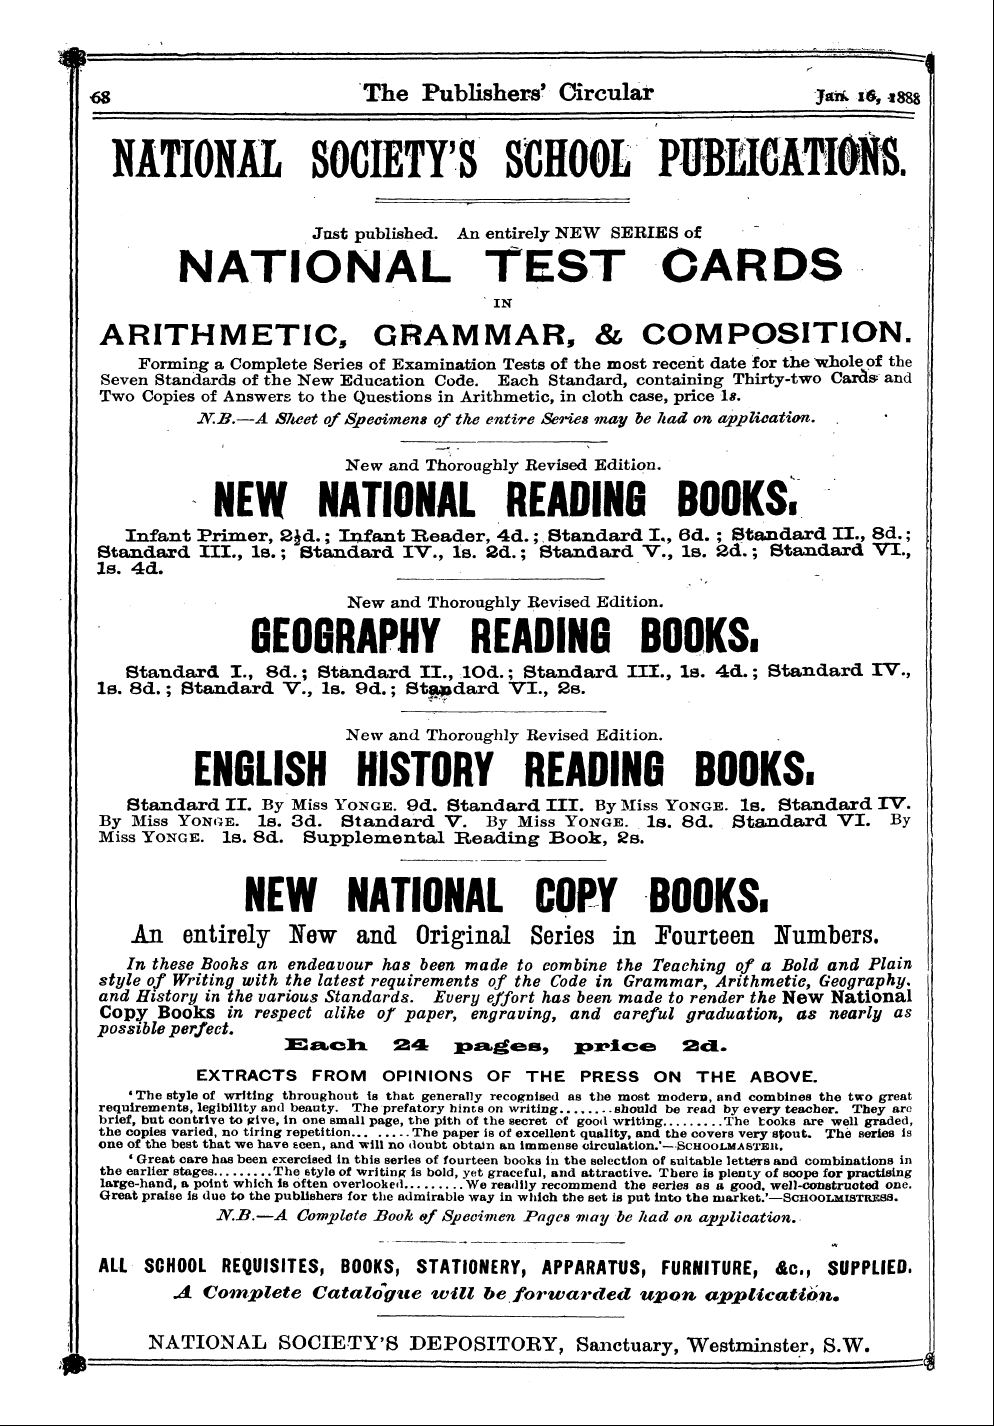 68 The Publishers' Circular Jan. 16, 1888
NATIONAL SOCIETY'S SCHOOL PUBLICATIONS.
Just published. An entirely NEW SERIES of
NATIONAL TEST CARDS
IN
ARITHMETIC, GRAMMAR, & COMPOSITION.
Forming a Complete Series of Examination Tests of the most recent date for the whole of the
Seven Standards of the New Education Code. Each Standard, containing Thirty-two Cards and
Two Copies of Answers to the Questions in Arithmetic, in cloth case, price 1s.
N.B.—A Sheet of Specimens of the entire Series may be had on application.
New and Thoroughly Revised Edition.
NEW NATIONAL READING BOOKS.
Infant Primer, 2½d.; Infant Reader, 4d.; Standard I., 6d. ; Standard II., 8d.;
Standard III., 1s.; Standard IV., 1s. 2d.; Standard V., 1s. 2d.; Standard VI.,
1s. 4d.
New and Thoroughly Revised Edition.
GEOGRAPHY READING BOOKS.
Standard I., 8d.; Standard II., 10d.; Standard III., 1s. 4d.; Standard IV.,
1s. 8d.; Standard V., 1s. 9d.; Standard VI., 2s.
New and Thoroughly Revised Edition.
ENGLISH HISTORY READING BOOKS.
Standard II. By Miss YONGE. 9d. Standard III. By Miss YONGE. 1s. Standard IV.
By Miss YONGE. 1s. 3d. Standard V. By Miss YONGE. 1s. 8d. Standard VI. By
Miss YONGE. 1s. 8d. Supplemental Reading Book, 2s.
NEW NATIONAL COPY BOOKS.
An entirely New and Original Series in Fourteen Numbers.
In these Books an endeavour has been made to combine the Teaching of a Bold and Plain
style of Writing with the latest requirements of the Code in Grammar, Arithmetic, Geography.
and History in the various Standards. Every effort has been made to render the New National
Copy Books in respect alike of paper, engraving, and careful graduation, as nearly as
possible perfect.
Each 24 pages, price 2d.
EXTRACTS FROM OPINIONS OF THE PRESS ON THE ABOVE.
'The style of writing throughout is that generally recognised as the most modern, and combines the two great
requirements, legibility and beauty. The prefatory hints on writing........should be read by every teacher. They are
brief, but contrive to give, in one small page, the pith of the secret of good writing.........The books are well graded,
the copies varied, no tiring repetition... .....The paper is of excellent quality, and the covers very stout. The series is
one of the best that we have seen, and will no doubt obtain an immense circulation.'—SCHOOLMASTER.
'Great care has been exercised in this series of fourteen books in the selection of suitable letters and combinations in
the earlier stages.........The style of writing is bold, yet graceful, and attractive. There is plenty of scope for practising
large-hand, a point which is often overlooked.........We readily recommend the series as a good, well-constructed one.
Great praise is due to the publishers for the admirable way in which the set is put into the market.'—SCHOOLMISTRESS.
N.B.—A Complete Book of Specimen Pages may be had on application.
ALL SCHOOL REQUISITES, BOOKS, STATIONERY, APPARATUS, FURNITURE, &c., SUPPLIED.
A Complete Catalogue will be forwarded upon application.
NATIONAL SOCIETY'S DEPOSITORY, Sanctuary, Westminster, S.W.